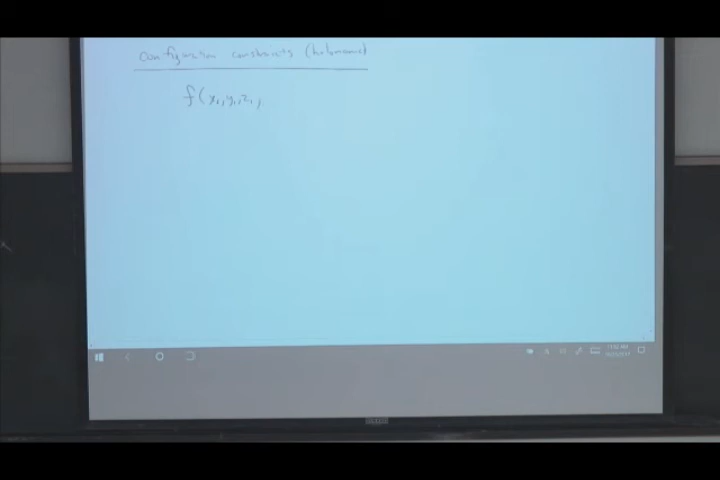 Configuration constraints (holonomic)
f(x₁,y₁,z₁,